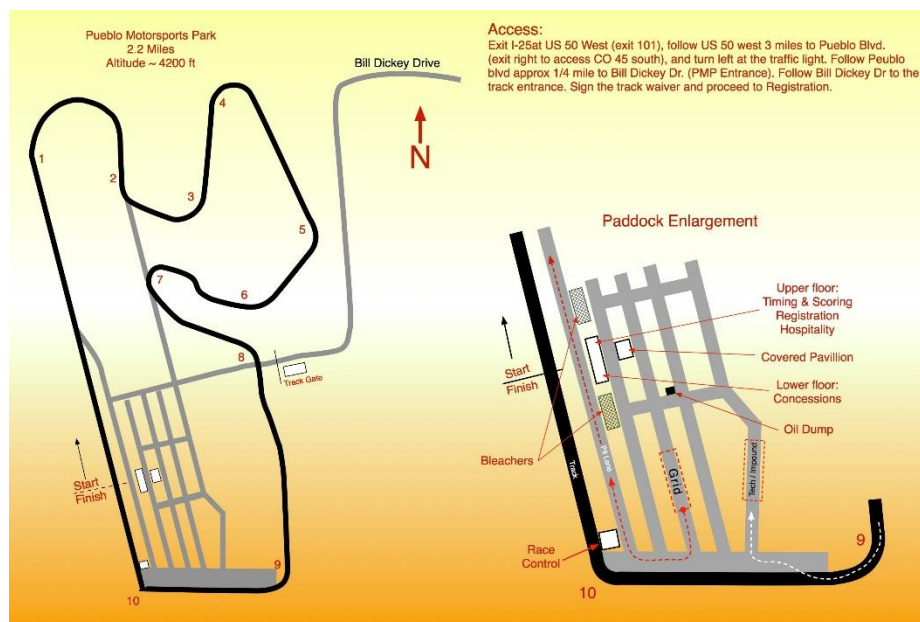 Pueblo Motorsports Park
2.2 Miles
Altitude ~ 4200 ft
Bill Dickey Drive
N
1
2
3
4
5
6
7
8
9
10
Track Gate
Start
Finish
Access:
Exit I-25at US 50 West (exit 101), follow US 50 west 3 miles to Pueblo Blvd.
(exit right to access CO 45 south), and turn left at the traffic light. Follow Peublo
blvd approx 1/4 mile to Bill Dickey Dr. (PMP Entrance). Follow Bill Dickey Dr to the
track entrance. Sign the track waiver and proceed to Registration.
Paddock Enlargement
Upper floor:
Timing & Scoring
Registration
Hospitality
Covered Pavillion
Lower floor:
Concessions
Oil Dump
Start
Finish
Bleachers
Track
Pit Lane
Grid
Tech / Impound
Race
Control
9
10